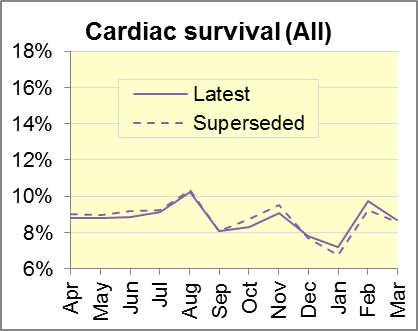 Cardiac survival (All)
18%
16%
14%
12%
10%
8%
6%
Latest
Superseded
Apr
May
Jun
Jul
Aug
Sep
Oct
Nov
Dec
Jan
Feb
Mar